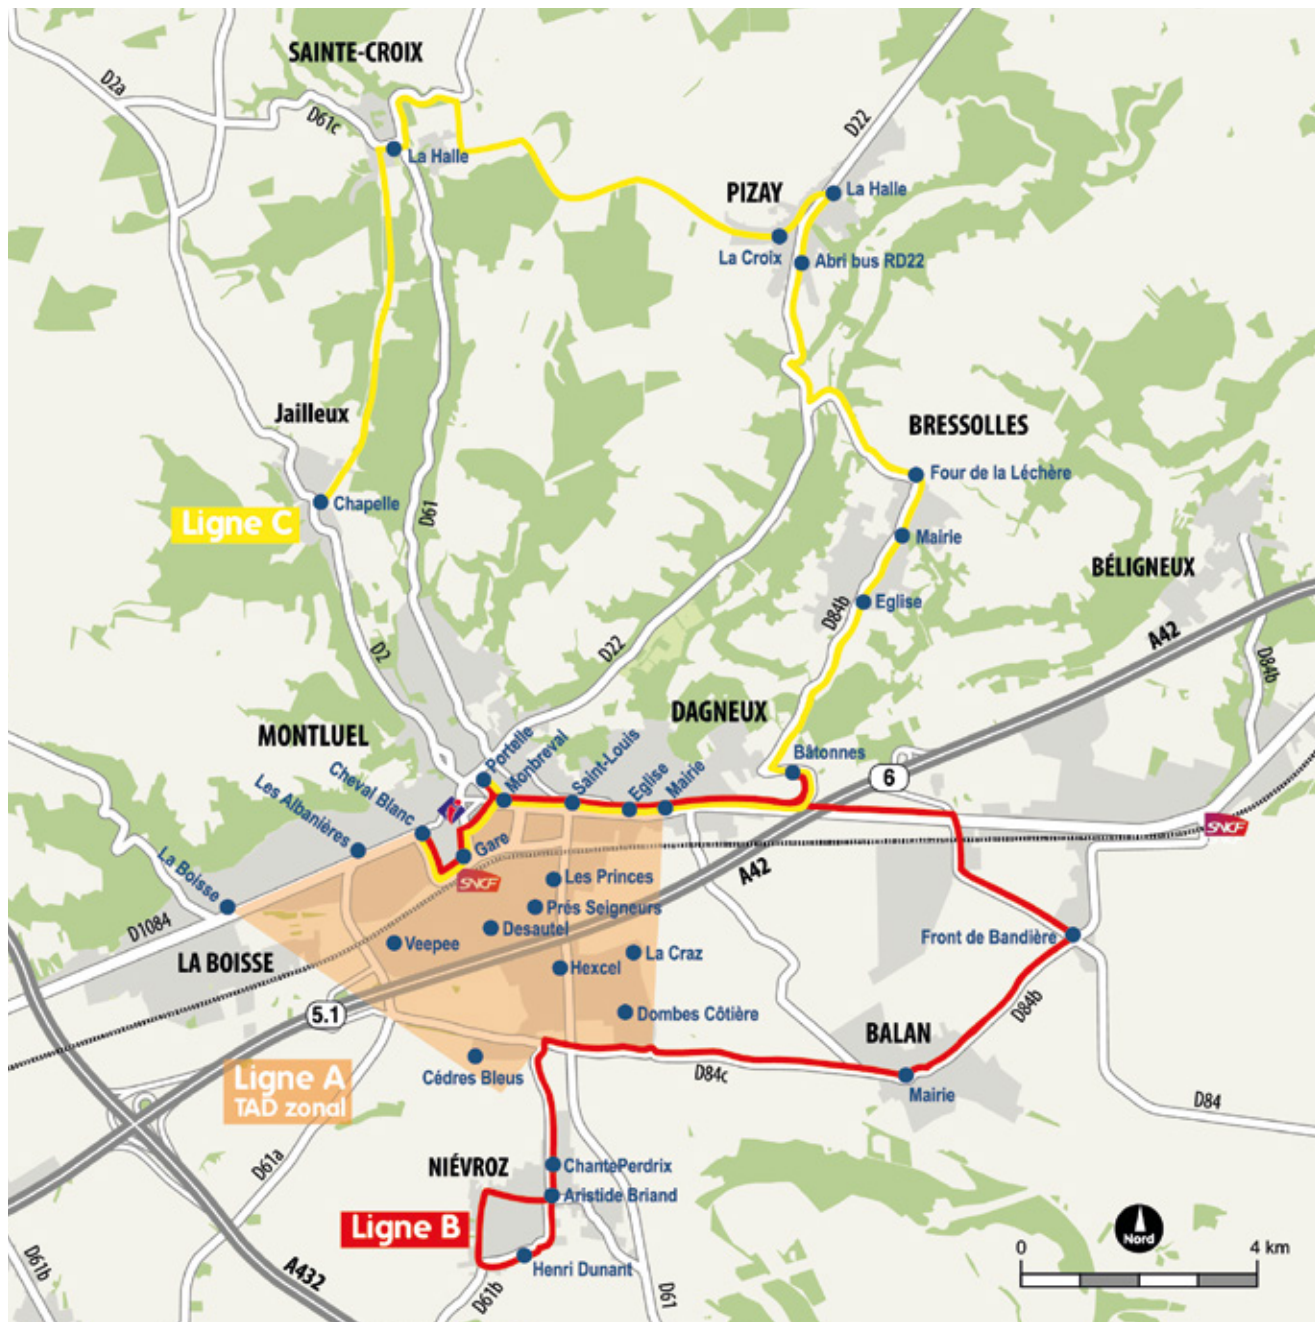 SAINTE-CROIX
D2a
D61c
La Halle
D22
PIZAY
La Halle
La Croix
Abri bus RD22
Jailleux
BRESSOLLES
Four de la Léchère
Chapelle
Ligne C
D61
Mairie
BÉLIGNEUX
Eglise
D84b
A42
D2
D22
D84b
DAGNEUX
MONTLUEL
Portelle
Monbreval
Saint-Louis
Eglise
Mairie
Bâtonnes
6
Cheval Blanc
Les Albanières
La Boisse
Gare
SNCF
SNCF
A42
Les Princes
Prés Seigneurs
Desautel
Veepee
La Craz
Hexcel
Front de Bandière
D1084
LA BOISSE
5.1
Dombes Côtière
D84b
BALAN
Ligne A
TAD zonal
Cédres Bleus
D84c
Mairie
D84
D61a
NIÉVROZ
ChantePerdrix
Aristide Briand
Ligne B
Henri Dunant
D61b
A432
D61b
D61
Nord
0
4 km